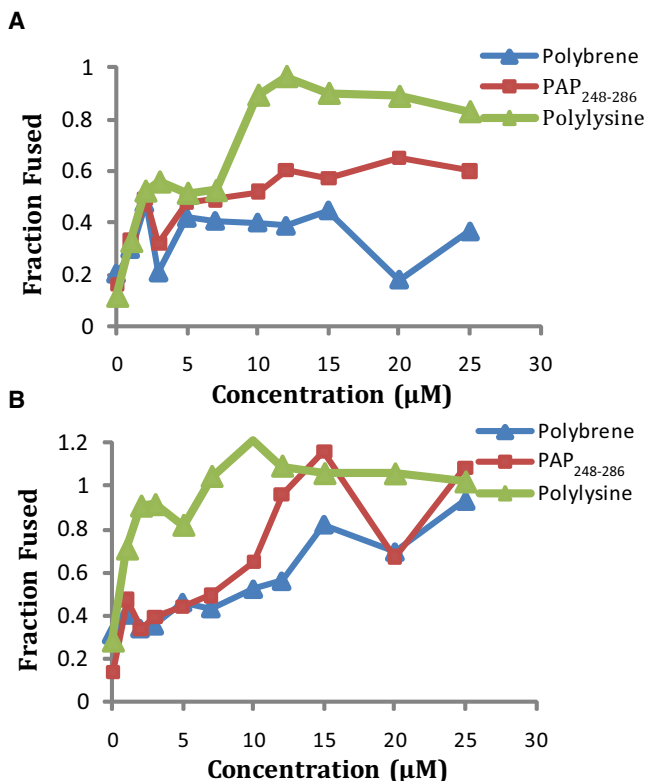 A
Polybrene
PAP248-286
Polylysine
1
0.8
0.6
0.4
0.2
0
Fraction Fused
0 5 10 15 20 25 30
Concentration (µM)
B
Polybrene
PAP248-286
Polylysine
1.2
1
0.8
0.6
0.4
0.2
0
Fraction Fused
0 5 10 15 20 25 30
Concentration (µM)